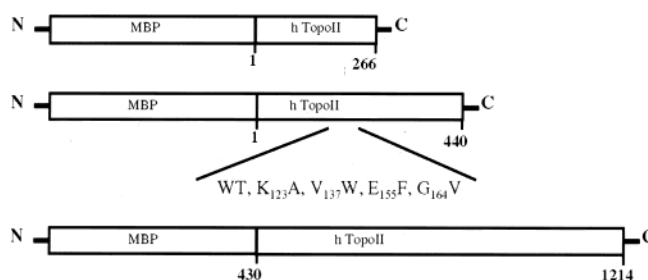 N MBP h TopoII C
1 266
N MBP h TopoII C
1 440
WT, K123A, V137W, E155F, G164V
N MBP h TopoII C
430 1214